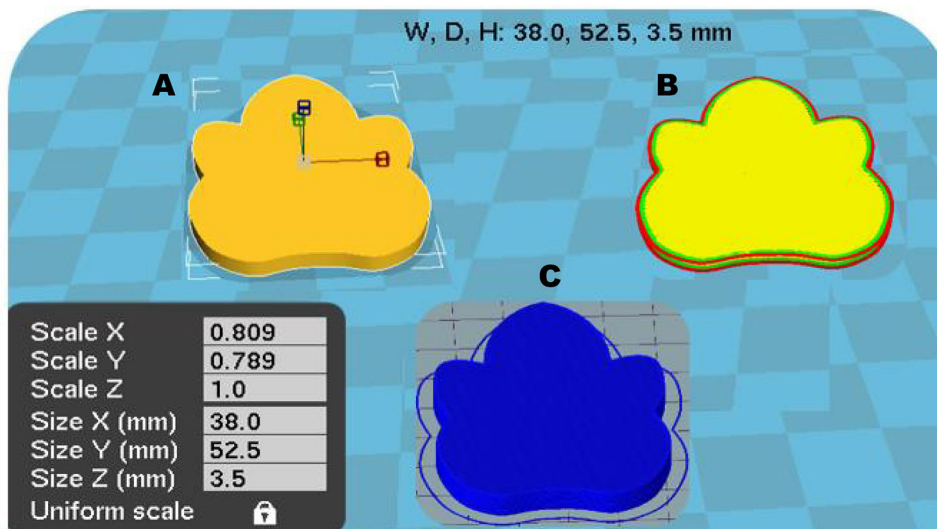 W, D, H: 38.0, 52.5, 3.5 mm
A
B
C
Scale X 0.809
Scale Y 0.789
Scale Z 1.0
Size X (mm) 38.0
Size Y (mm) 52.5
Size Z (mm) 3.5
Uniform scale